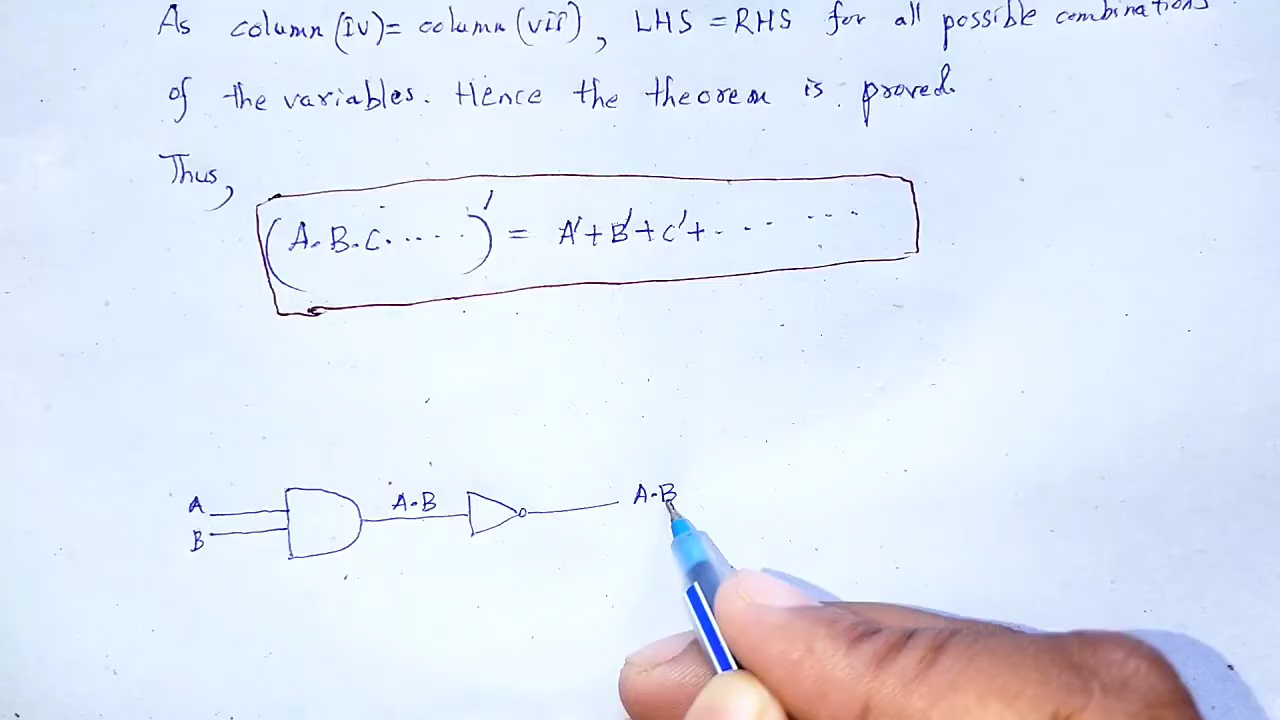 As column (IV) = column (vii), LHS = RHS for all possible combinations
of the variables. Hence the theorem is proved.
Thus,
(A.B.C.....)' = A'+B'+C'+... ...
A
A.B
A.B
B